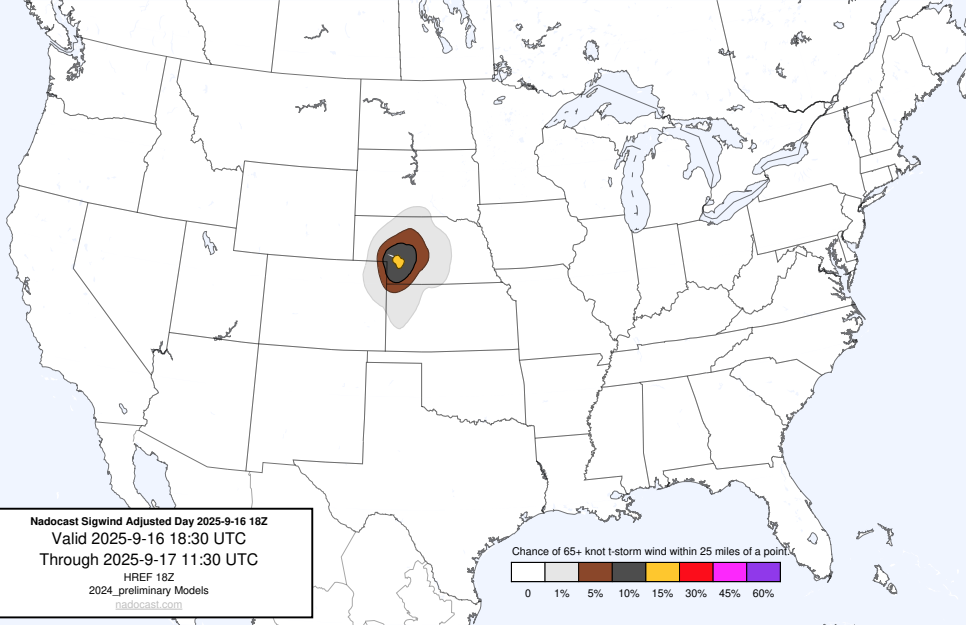 Nadocast Sigwind Adjusted Day 2025-9-16 18Z
Valid 2025-9-16 18:30 UTC
Through 2025-9-17 11:30 UTC
HREF 18Z
2024_preliminary Models
nadocast.com
Chance of 65+ knot t-storm wind within 25 miles of a point.
0 1% 5% 10% 15% 30% 45% 60%